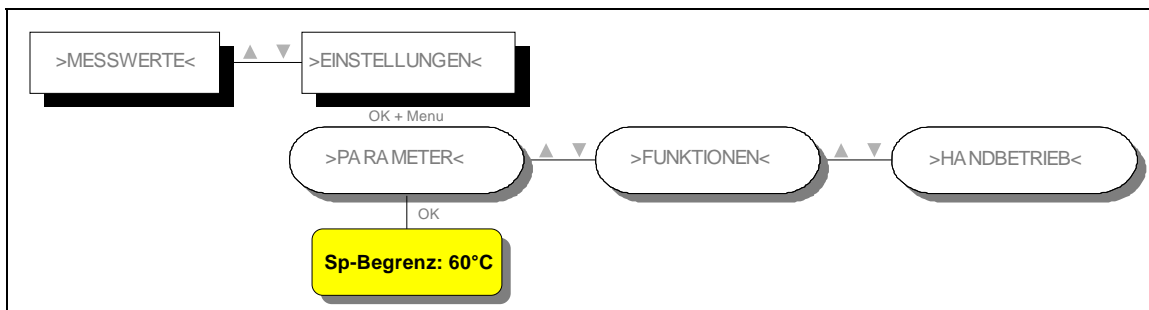 >MESSWERTE< ▲ ▼ >EINSTELLUNGEN<
OK + Menu
>PARAMETER< ▲ ▼ >FUNKTIONEN< ▲ ▼ >HANDBETRIEB<
OK
Sp-Begrenz: 60°C